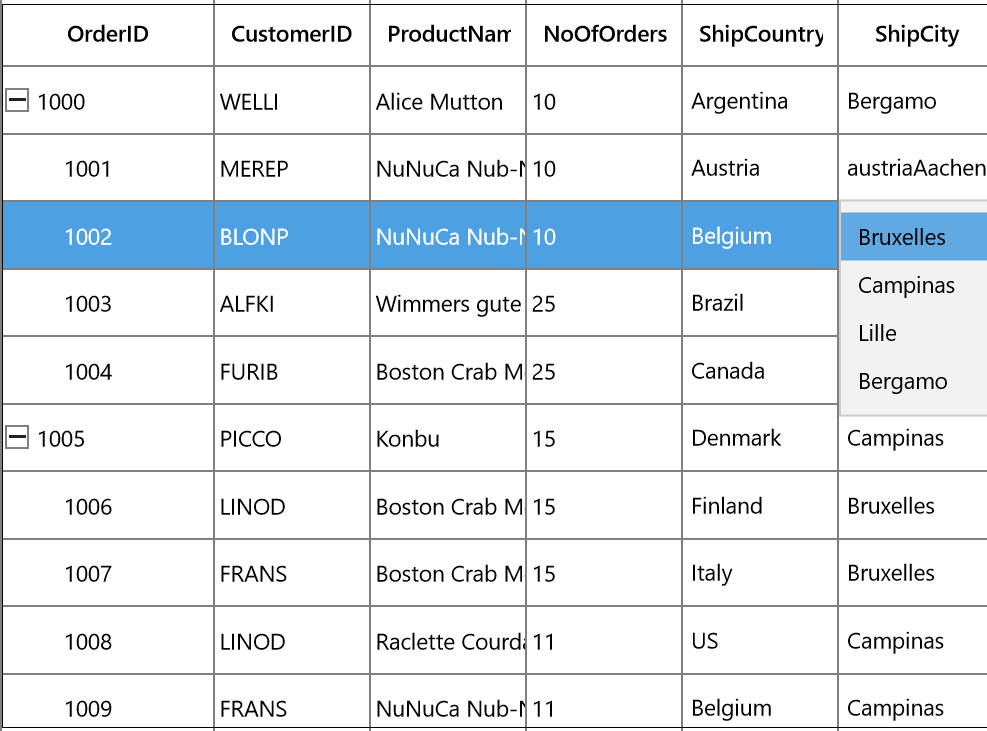 OrderID CustomerID ProductNam NoOfOrders ShipCountry ShipCity
1000 WELLI Alice Mutton 10 Argentina Bergamo
1001 MEREP NuNuCa Nub-N 10 Austria austriaAachen
1002 BLONP NuNuCa Nub-N 10 Belgium Bruxelles
Campinas
1003 ALFKI Wimmers gute 25 Brazil
Lille
1004 FURIB Boston Crab M 25 Canada
Bergamo
1005 PICCO Konbu 15 Denmark Campinas
1006 LINOD Boston Crab M 15 Finland Bruxelles
1007 FRANS Boston Crab M 15 Italy Bruxelles
1008 LINOD Raclette Courda 11 US Campinas
1009 FRANS NuNuCa Nub-N 11 Belgium Campinas